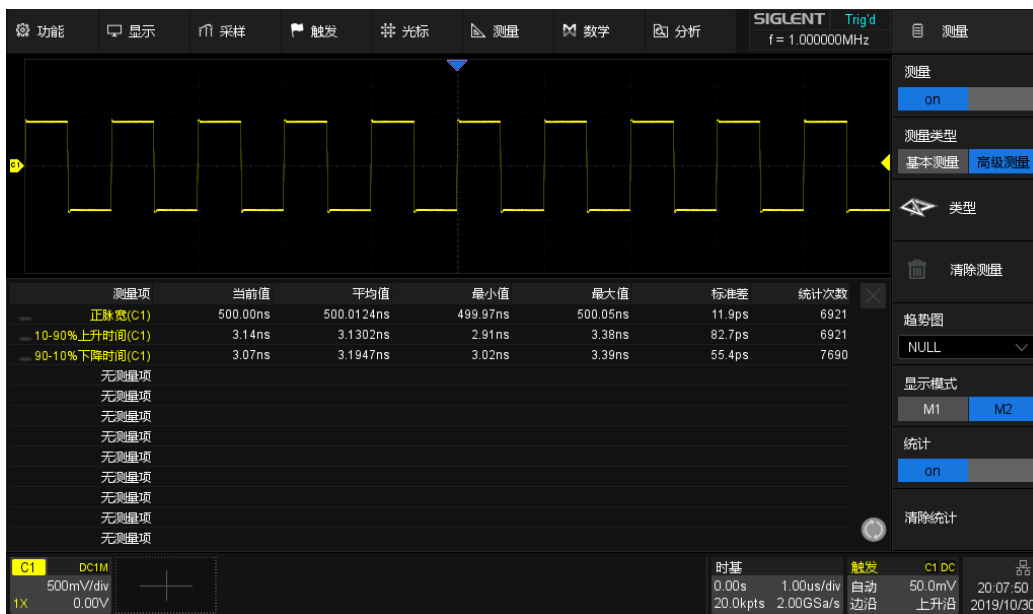 功能 显示 采样 触发 光标 测量 数学 分析 SIGLENT Trig'd
f = 1.000000MHz
测量
测量
on
测量类型
基本测量 高级测量
类型
清除测量
趋势图
NULL
显示模式
M1 M2
统计
on
清除统计
C1
测量项 当前值 平均值 最小值 最大值 标准差 统计次数
正脉宽(C1) 500.00ns 500.0124ns 499.97ns 500.05ns 11.9ps 6921
10-90%上升时间(C1) 3.14ns 3.1302ns 2.91ns 3.38ns 82.7ps 6921
90-10%下降时间(C1) 3.07ns 3.1947ns 3.02ns 3.39ns 55.4ps 7690
无测量项
无测量项
无测量项
无测量项
无测量项
无测量项
无测量项
无测量项
无测量项
C1 DC1M
500mV/div
1X 0.00V
时基
0.00s 1.00us/div
20.0kpts 2.00GSa/s
触发 C1 DC
自动 50.0mV
边沿 上升沿
20:07:50
2019/10/30